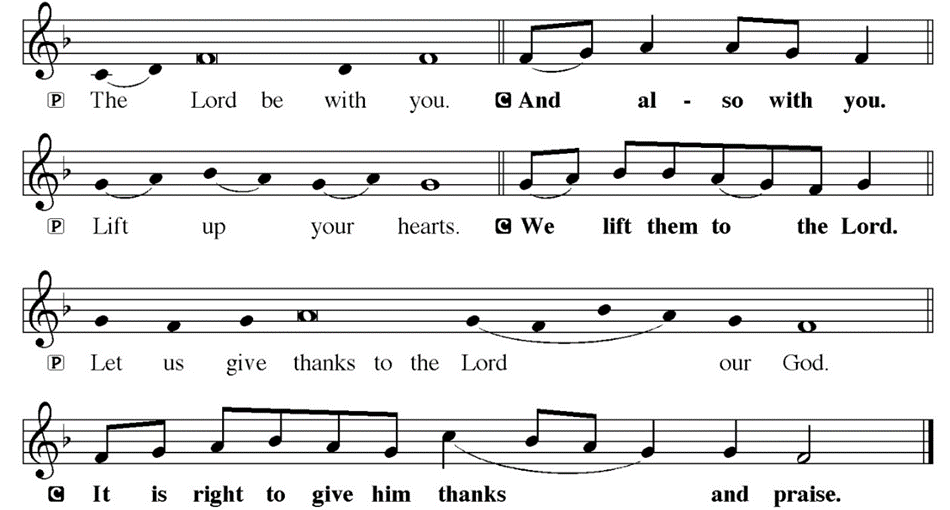 P The Lord be with you. C And al - so with you.
P Lift up your hearts. C We lift them to the Lord.
P Let us give thanks to the Lord our God.
C It is right to give him thanks and praise.